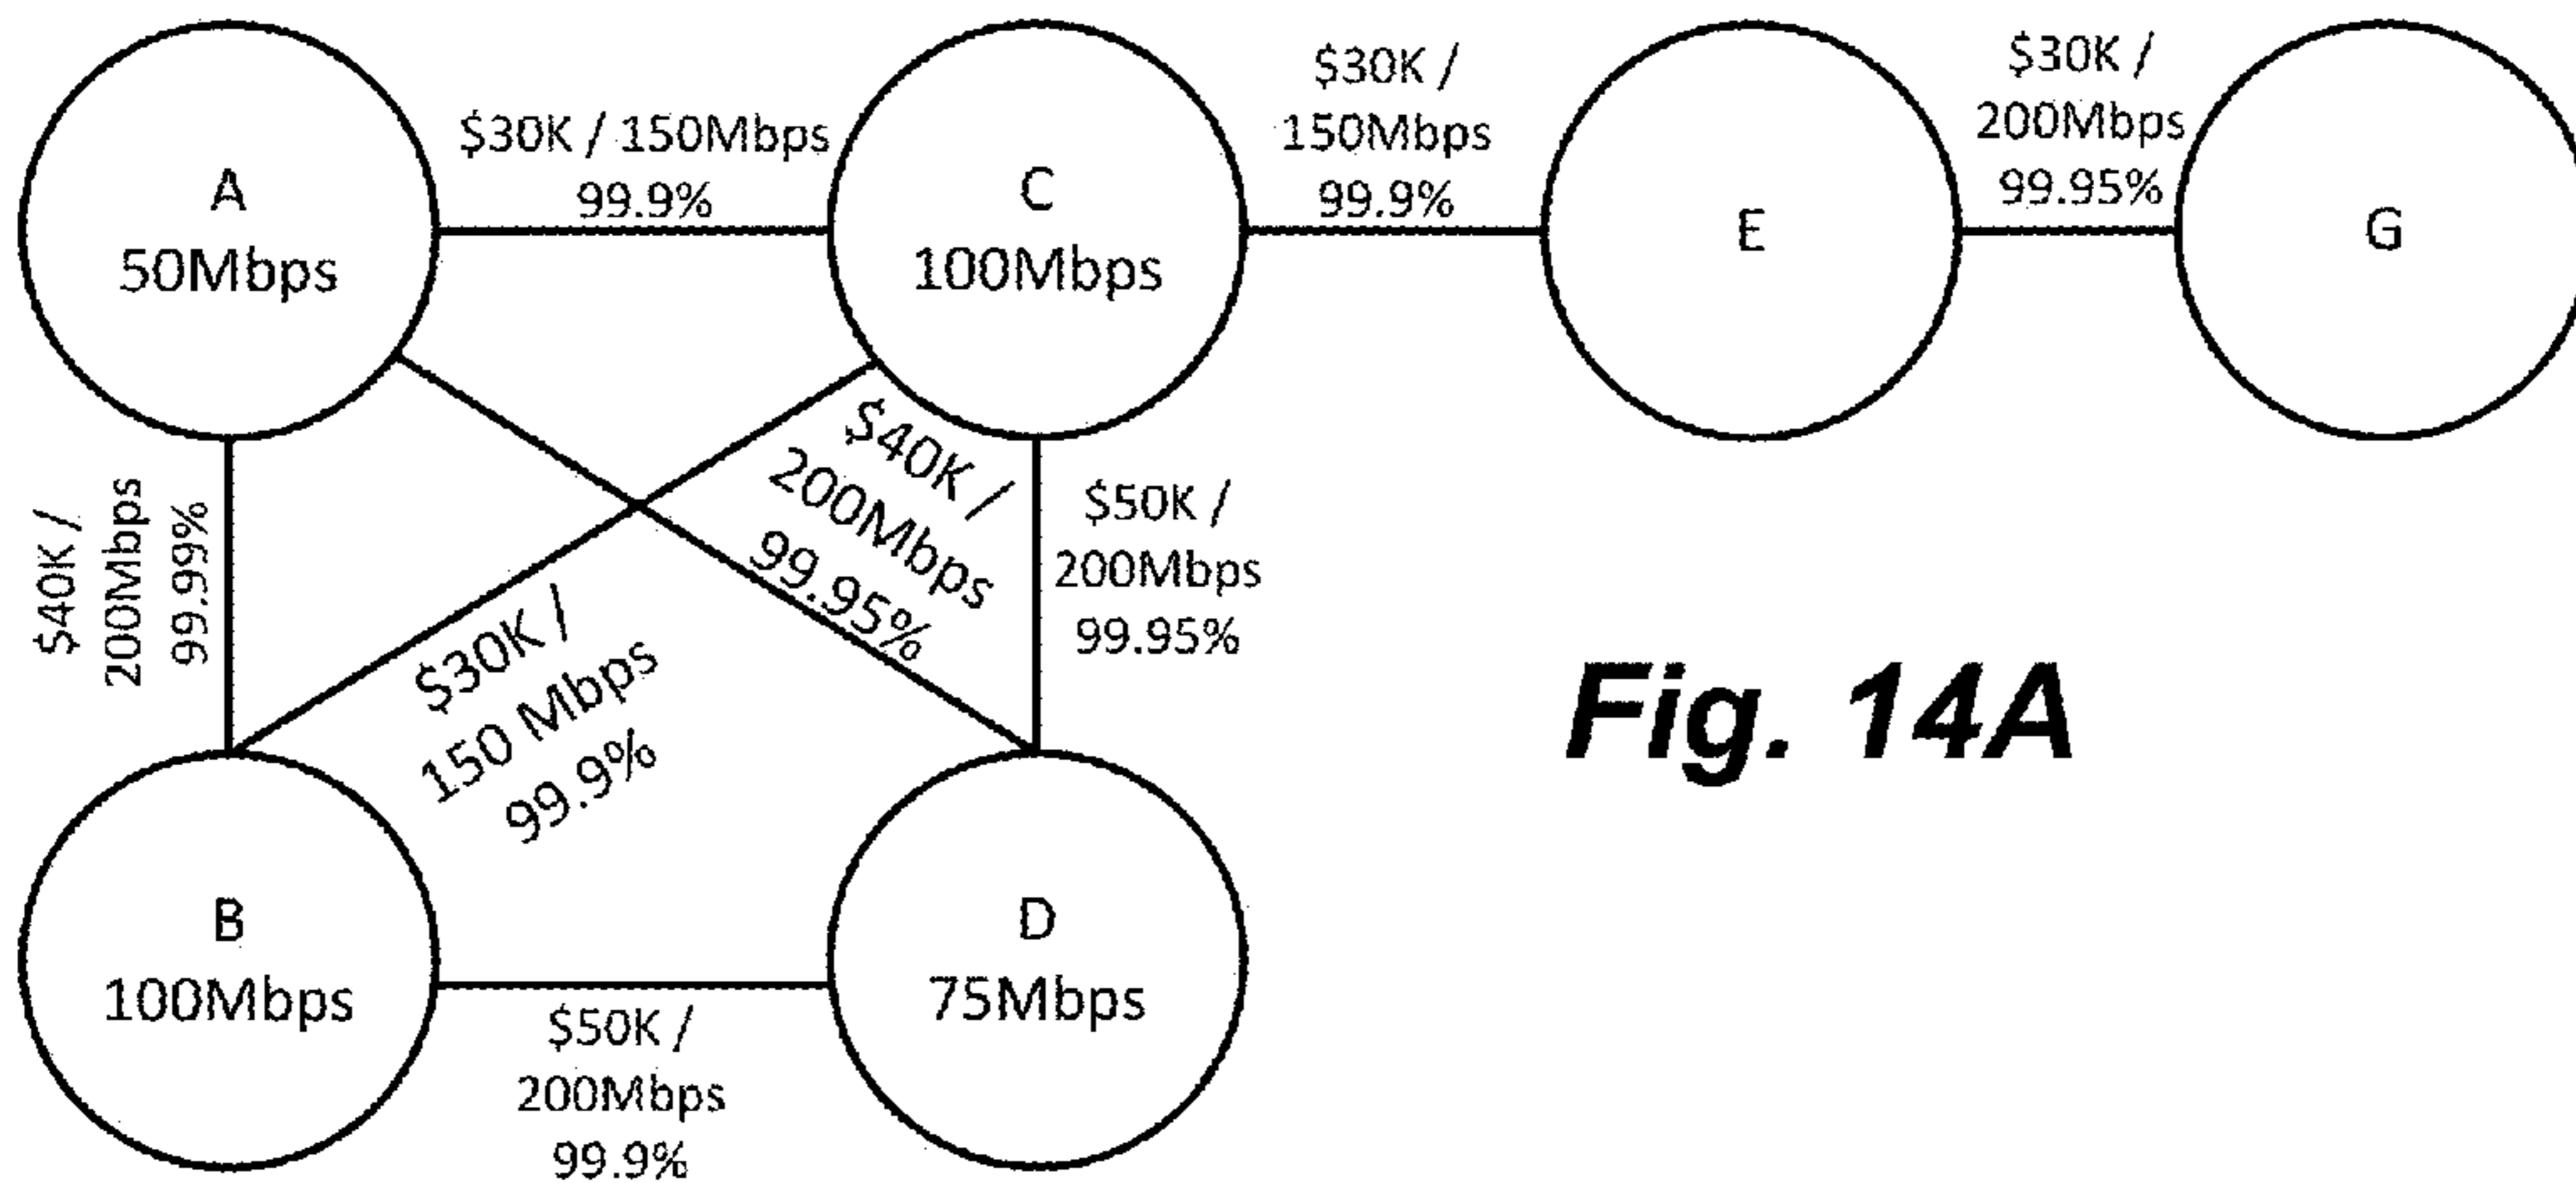 A
50Mbps
$30K / 150Mbps
99.9%
C
100Mbps
$30K /
150Mbps
99.9%
E
$30K /
200Mbps
99.95%
G
$40K /
200Mbps
99.99%
$30K /
150 Mbps
99.9%
$40K /
200Mbps
99.95%
$50K /
200Mbps
99.95%
B
100Mbps
$50K /
200Mbps
99.9%
D
75Mbps
Fig. 14A